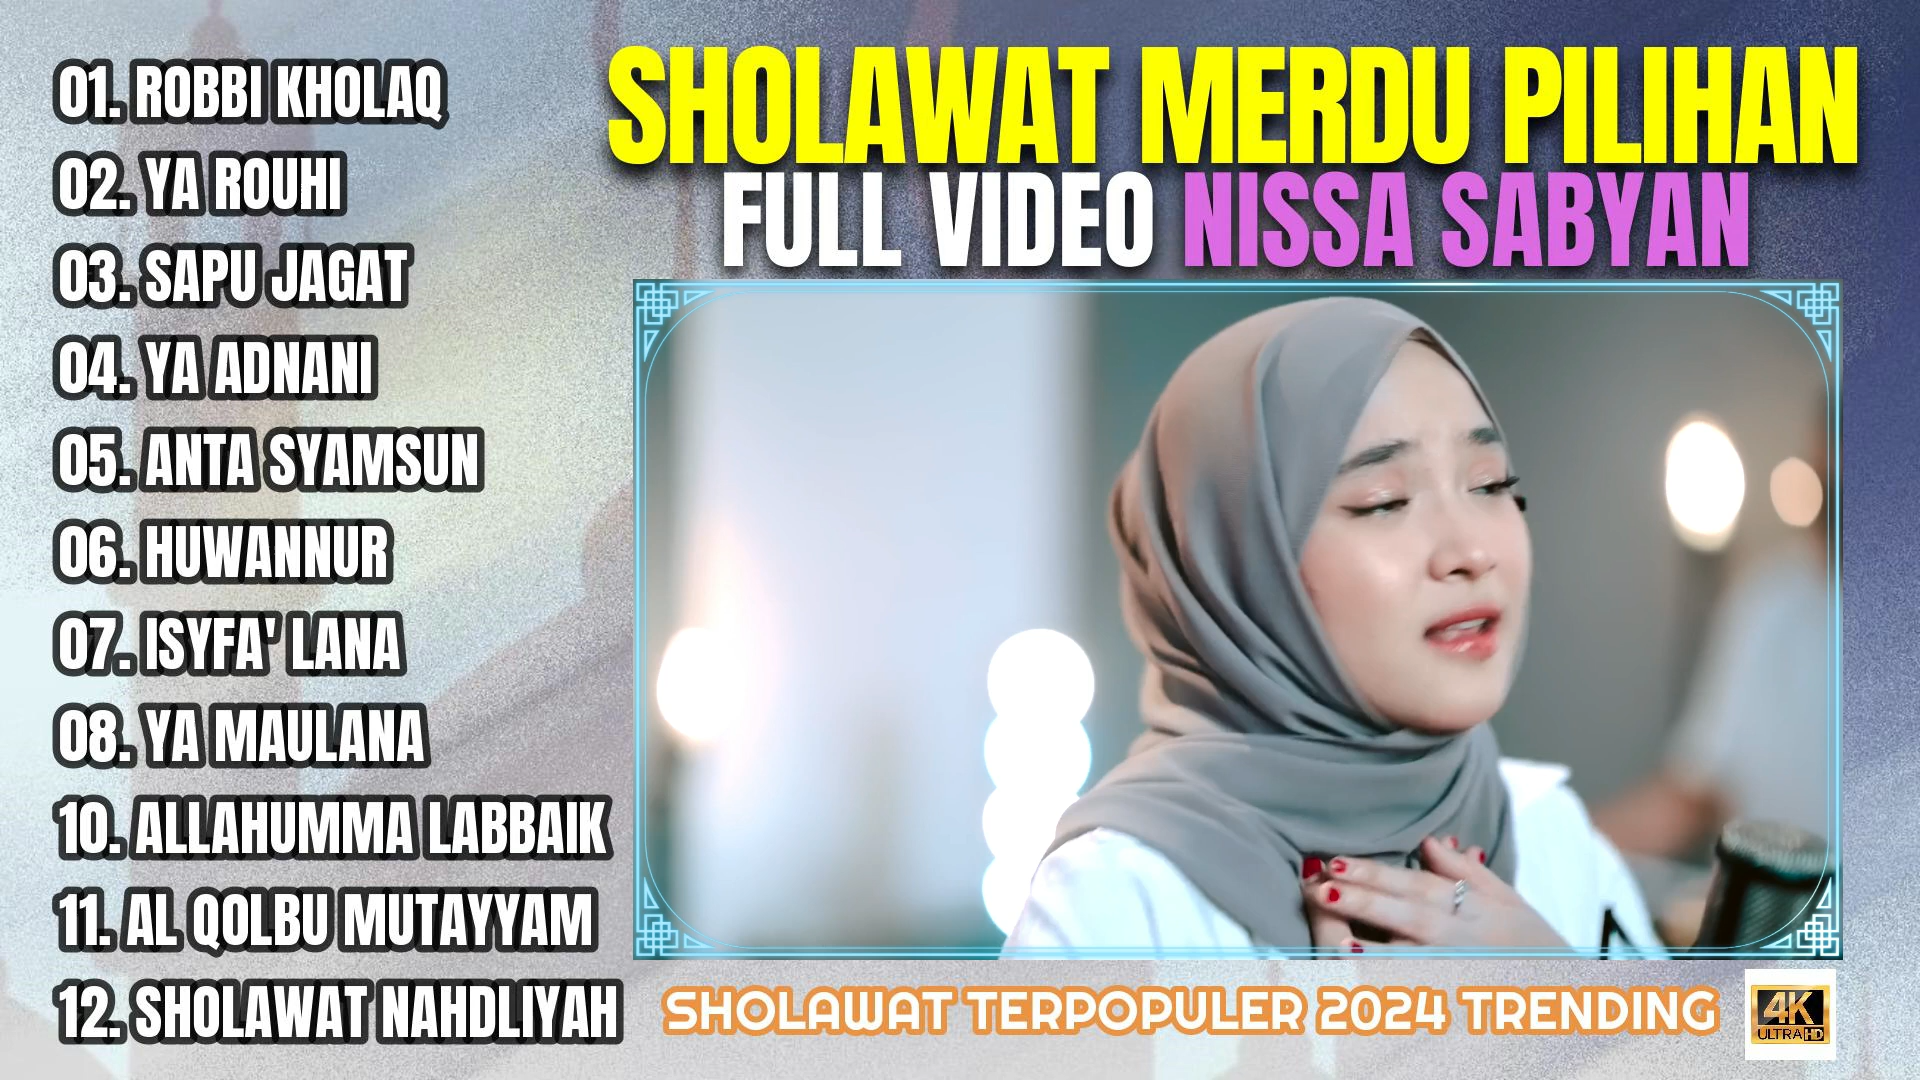 01. ROBBI KHOLAQ
02. YA ROUHI
03. SAPU JAGAT
04. YA ADNANI
05. ANTA SYAMSUN
06. HUWANNUR
07. ISYFA' LANA
08. YA MAULANA
10. ALLAHUMMA LABBAIK
11. AL QOLBU MUTAYYAM
12. SHOLAWAT NAHDLIYAH
SHOLAWAT MERDU PILIHAN
FULL VIDEO NISSA SABYAN
SHOLAWAT TERPOPULER 2024 TRENDING
4K
ULTRA HD